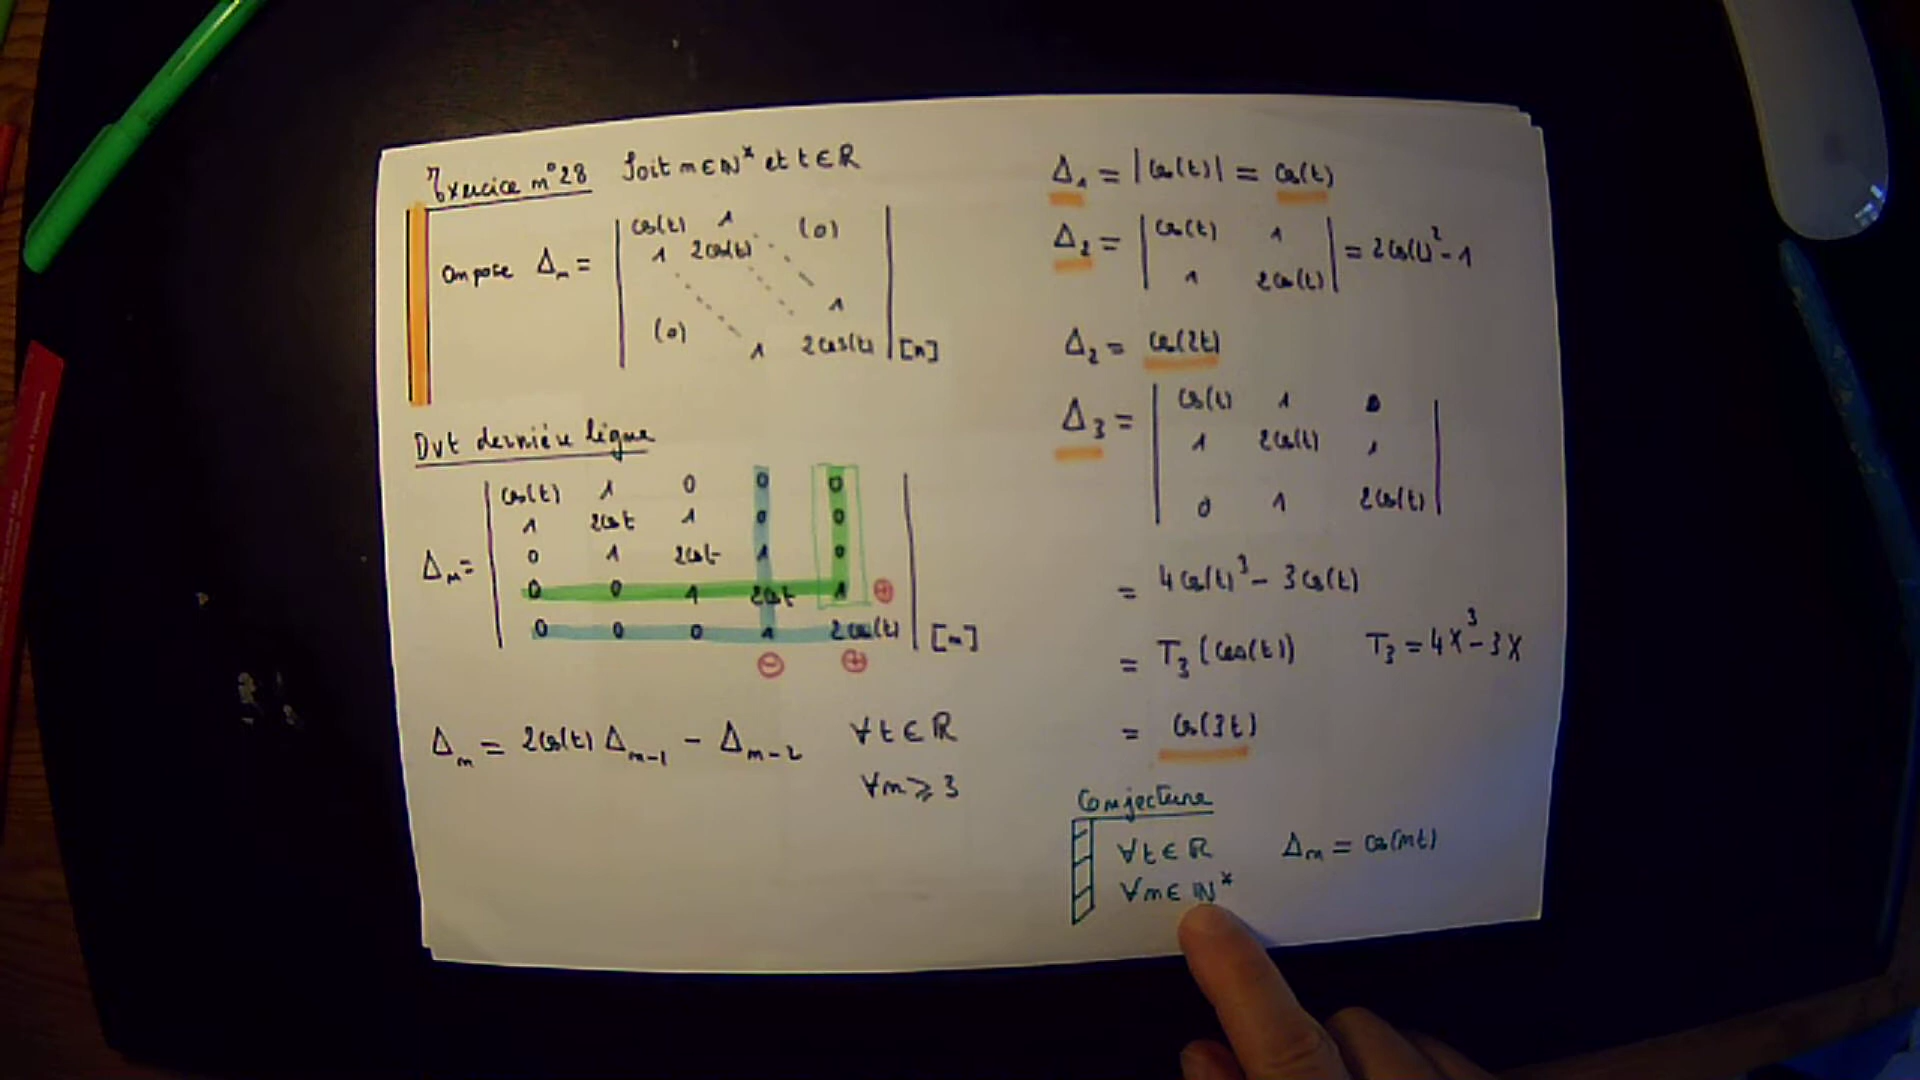 Exercice n°28 Soit n∈ℕ* et t∈ℝ
On pose Δn = | cos(t) 1 (0)
1 2cos(t)
1
(0) 1 2cos(t) | [n]
Dvt dernière ligne
Δn = | cos(t) 1 0 0 0
1 2cost 1 0 0
0 1 2cost 1 0
0 0 1 2cost 1 ⊕
0 0 0 1 2cos(t) | [n]
⊖ ⊕
Δn = 2cos(t) Δn-1 - Δn-2 ∀t∈ℝ
∀n⩾3
Δ1 = |cos(t)| = cos(t)
Δ2 = | cos(t) 1
1 2cos(t) | = 2cos(t)² - 1
Δ2 = cos(2t)
Δ3 = | cos(t) 1 0
1 2cos(t) 1
0 1 2cos(t) |
= 4cos(t)³ - 3cos(t)
= T3(cos(t)) T3 = 4X³ - 3X
= cos(3t)
Conjecture
∀t∈ℝ Δn = cos(nt)
∀n∈ℕ*